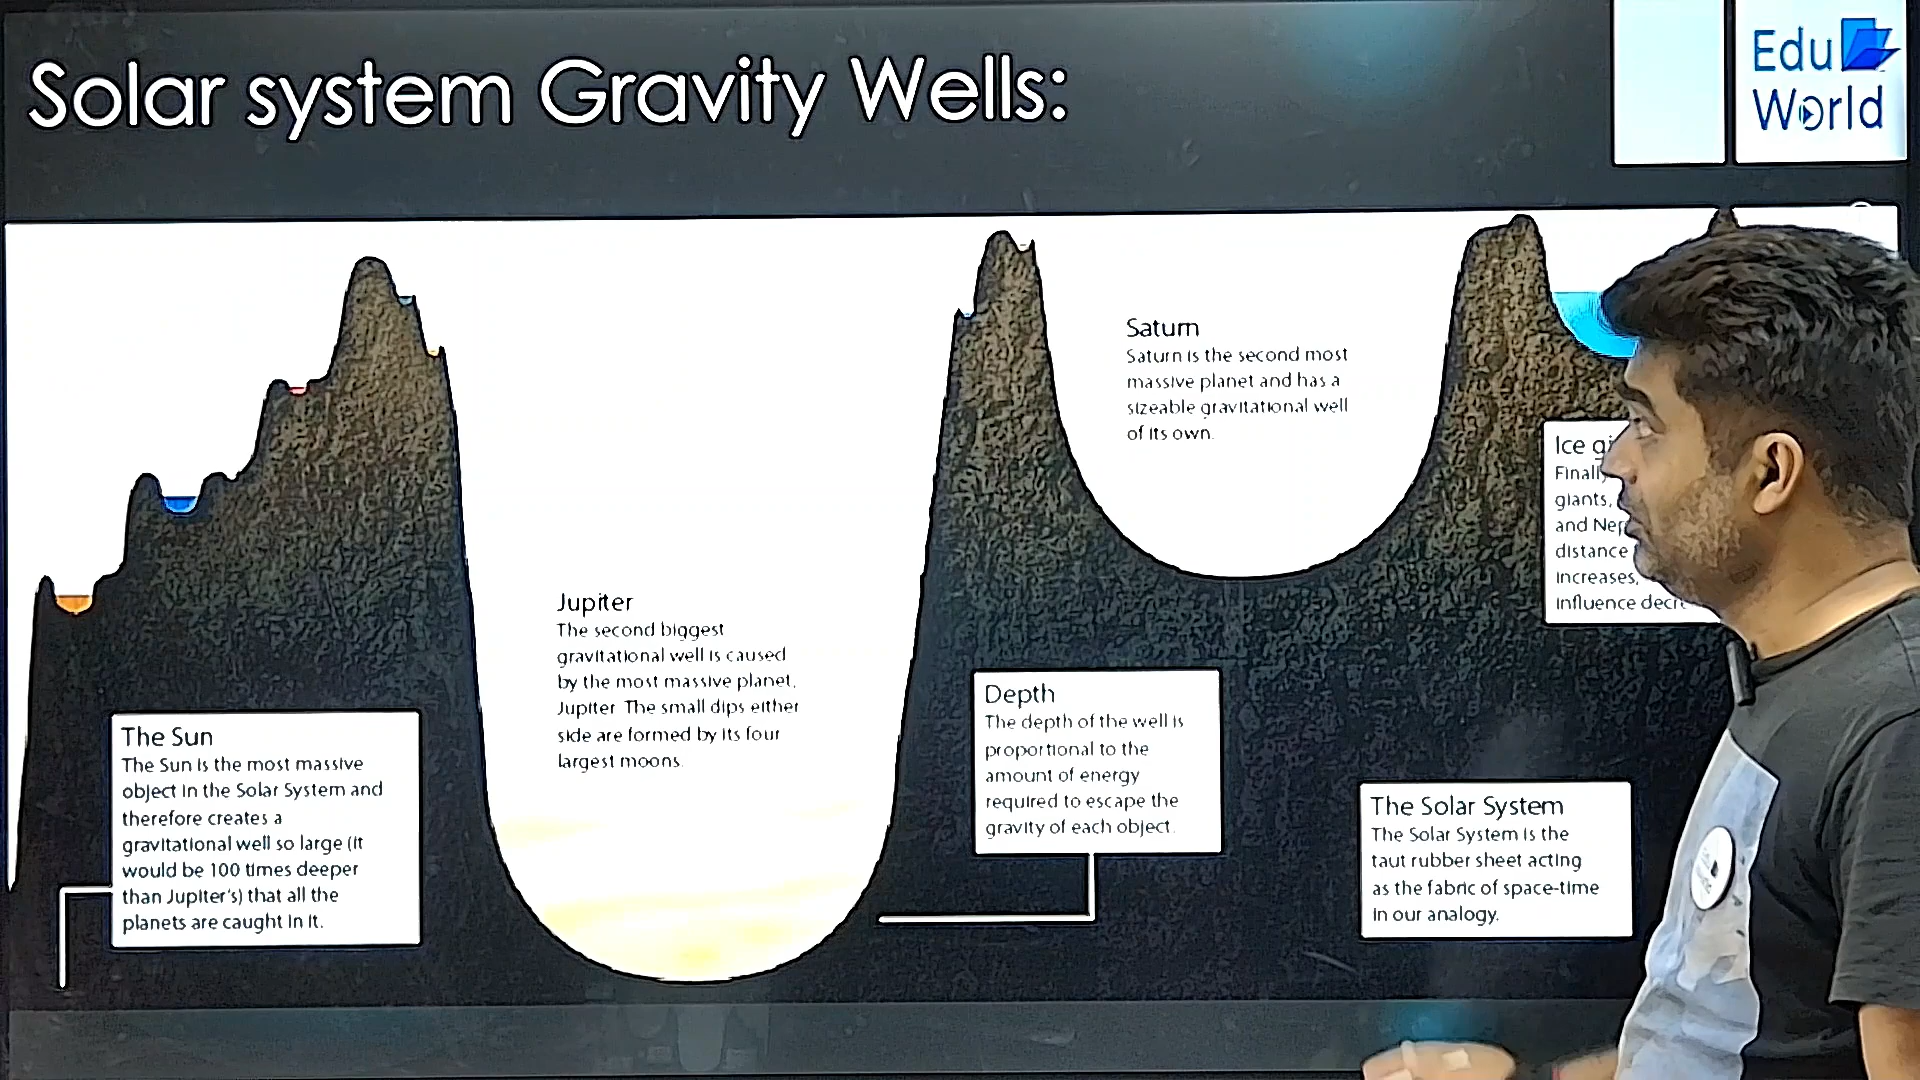 Solar system Gravity Wells:
Edu
World
Saturn
Saturn is the second most
massive planet and has a
sizeable gravitational well
of its own.
Ice
Finally
giants,
and
distance
increases,
influence
Jupiter
The second biggest
gravitational well is caused
by the most massive planet,
Jupiter. The small dips either
side are formed by its four
largest moons.
Depth
The depth of the well is
proportional to the
amount of energy
required to escape the
gravity of each object.
The Sun
The Sun is the most massive
object in the Solar System and
therefore creates a
gravitational well so large (it
would be 100 times deeper
than Jupiter's) that all the
planets are caught in it.
The Solar System
The Solar System is the
taut rubber sheet acting
as the fabric of space-time
in our analogy.